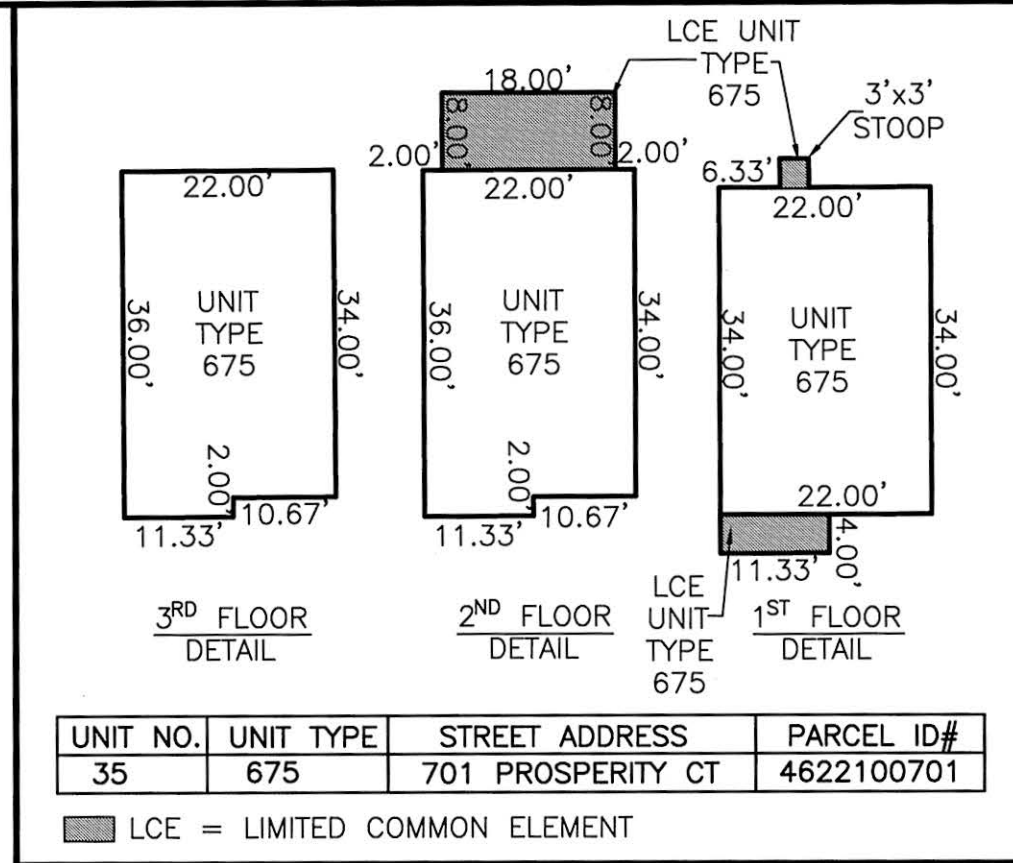 LCE UNIT
TYPE
675
3'x3'
STOOP
22.00'
36.00'
34.00'
UNIT
TYPE
675
2.00'
10.67'
11.33'
3RD FLOOR
DETAIL
18.00'
8.00'
8.00'
2.00'
2.00'
22.00'
36.00'
34.00'
UNIT
TYPE
675
2.00'
10.67'
11.33'
2ND FLOOR
DETAIL
6.33'
22.00'
34.00'
34.00'
UNIT
TYPE
675
22.00'
4.00'
11.33'
LCE
UNIT
TYPE
675
1ST FLOOR
DETAIL
UNIT NO. UNIT TYPE STREET ADDRESS PARCEL ID#
35 675 701 PROSPERITY CT 4622100701
LCE = LIMITED COMMON ELEMENT